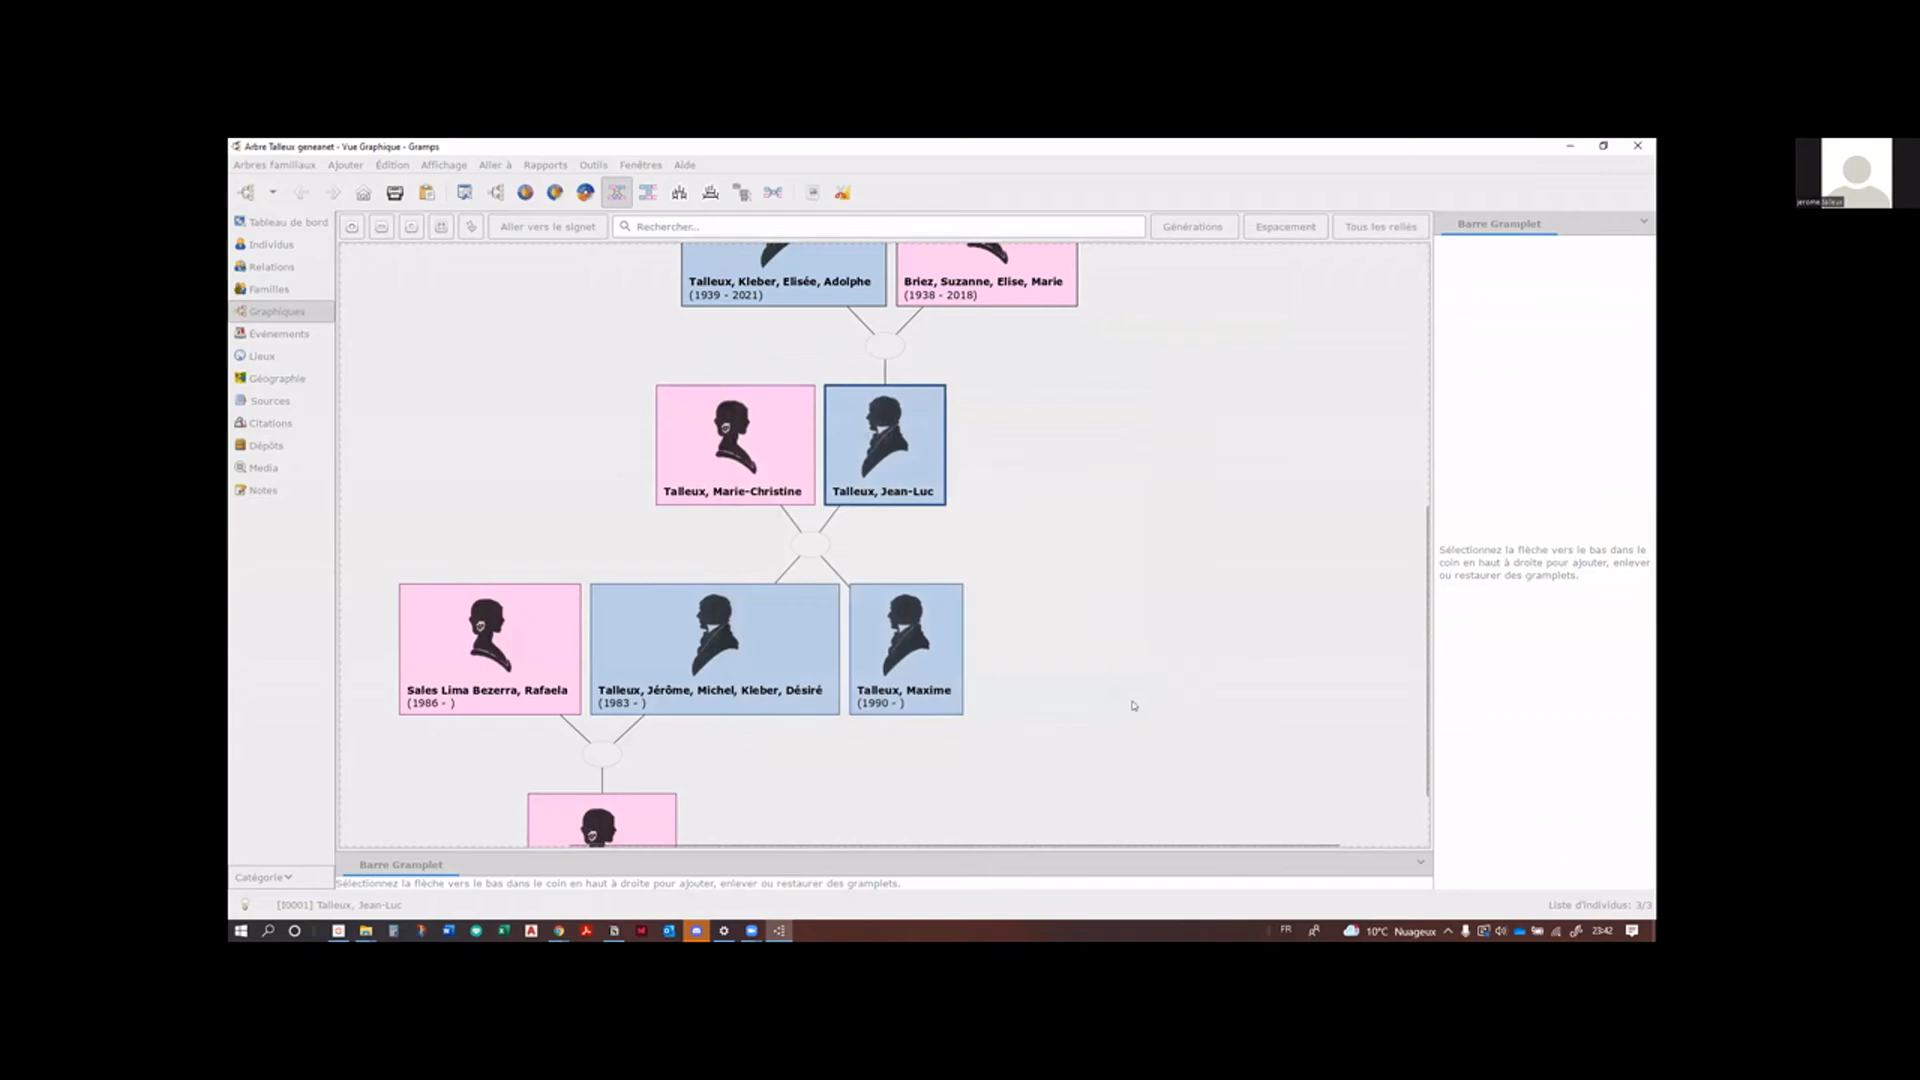 Arbre Talleux geneanet - Vue Graphique - Gramps
Arbres familiaux Ajouter Édition Affichage Aller à Rapports Outils Fenêtres Aide
jerome talleux
Tableau de bord
Individus
Relations
Familles
Graphiques
Événements
Lieux
Géographie
Sources
Citations
Dépôts
Media
Notes
Catégorie
Aller vers le signet
Rechercher...
Générations
Espacement
Tous les reliés
Barre Gramplet
Talleux, Kleber, Elisée, Adolphe
(1939 - 2021)
Briez, Suzanne, Elise, Marie
(1938 - 2018)
Talleux, Marie-Christine
Talleux, Jean-Luc
Sales Lima Bezerra, Rafaela
(1986 - )
Talleux, Jérôme, Michel, Kleber, Désiré
(1983 - )
Talleux, Maxime
(1990 - )
Sélectionnez la flèche vers le bas dans le
coin en haut à droite pour ajouter, enlever
ou restaurer des gramplets.
Barre Gramplet
Sélectionnez la flèche vers le bas dans le coin en haut à droite pour ajouter, enlever ou restaurer des gramplets.
[I0001] Talleux, Jean-Luc
Liste d'individus: 3/3
FR
10°C Nuageux
23:42